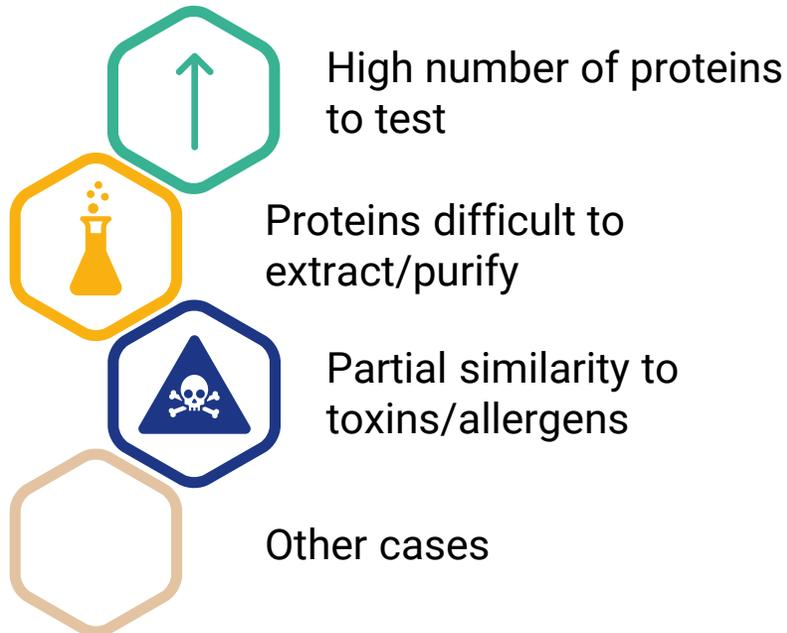 High number of proteins
to test
Proteins difficult to
extract/purify
Partial similarity to
toxins/allergens
Other cases